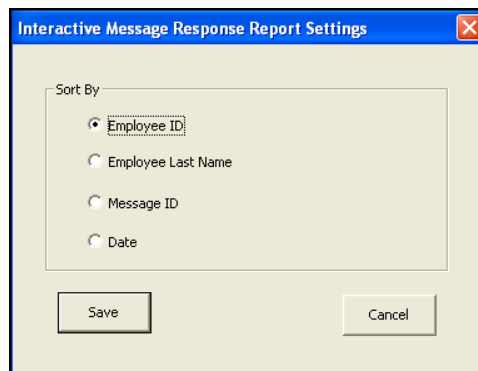 Interactive Message Response Report Settings
Sort By
Employee ID
Employee Last Name
Message ID
Date
Save
Cancel